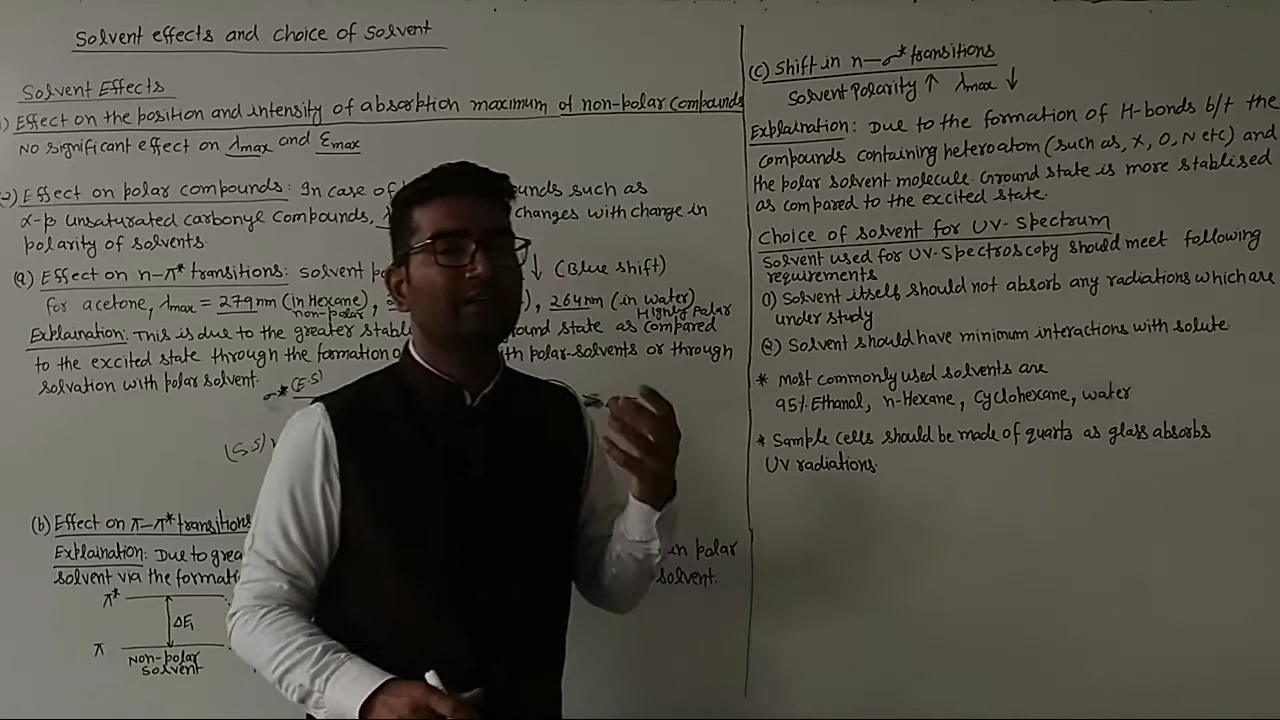 Solvent effects and choice of solvent
Solvent Effects
1) Effect on the position and intensity of absorption maximum of non-polar compounds
No significant effect on λmax and εmax
2) Effect on polar compounds: In case of unds such as
α-β unsaturated carbonyl compounds, changes with change in
polarity of solvents.
(a) Effect on n-π* transitions: solvent po ↓ (Blue shift)
for acetone, λmax = 279nm (in Hexane), ), 264nm (in water)
non-polar Highly Polar
Explaination: This is due to the greater stabl ound state as compared
to the excited state through the formation o ith polar-solvents or through
solvation with polar solvent.
σ* (E.S)
(b) Effect on π-π* transitions
Explaination: Due to grea in polar
solvent via the format solvent.
π*
ΔE1
π
Non-polar
solvent
(c) Shift in n-σ* transitions
Solvent Polarity ↑ λmax ↓
Explaination: Due to the formation of H-bonds b/t the
compounds containing heteroatom (such as, X, O, N etc) and
the polar solvent molecule. Ground state is more stablised
as compared to the excited state.
Choice of solvent for UV-Spectrum
Solvent used for UV-Spectroscopy should meet following
requirements
(1) Solvent itself should not absorb any radiations which are
under study
(2) Solvent should have minimum interactions with solute.
* Most commonly used solvents are
95% Ethanol, n-Hexane, Cyclohexane, water
* Sample cells should be made of quarts as glass absorbs
UV radiations.